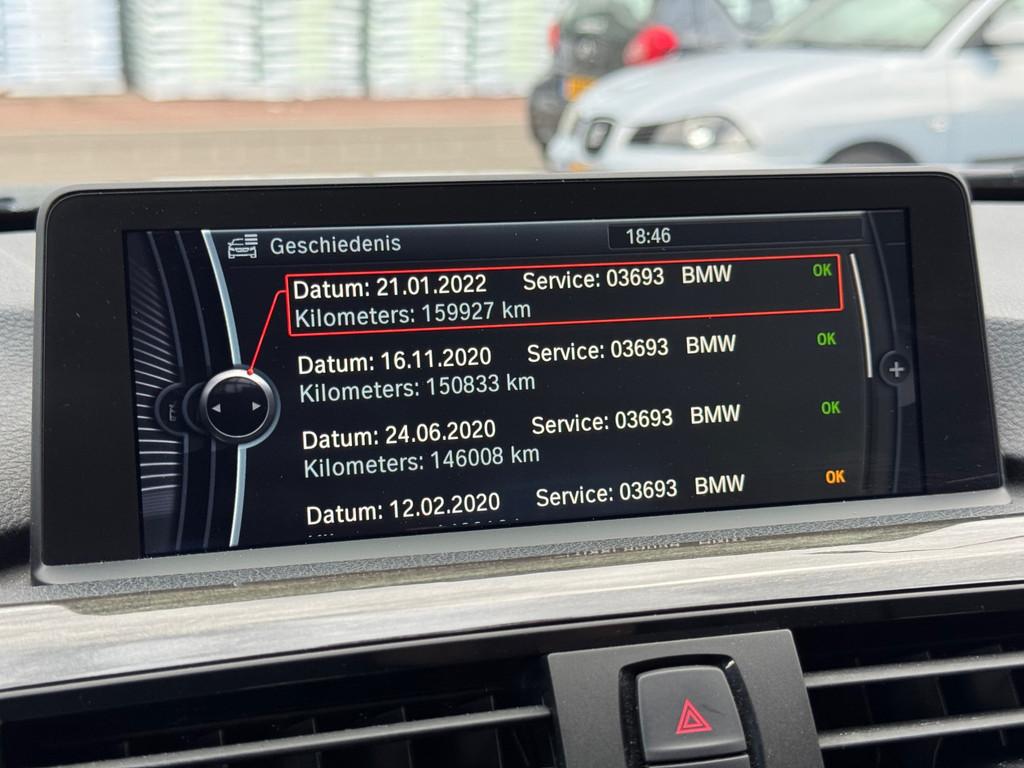 Geschiedenis 18:46
Datum: 21.01.2022 Service: 03693 BMW OK
Kilometers: 159927 km
Datum: 16.11.2020 Service: 03693 BMW OK
Kilometers: 150833 km
Datum: 24.06.2020 Service: 03693 BMW OK
Kilometers: 146008 km
Datum: 12.02.2020 Service: 03693 BMW OK